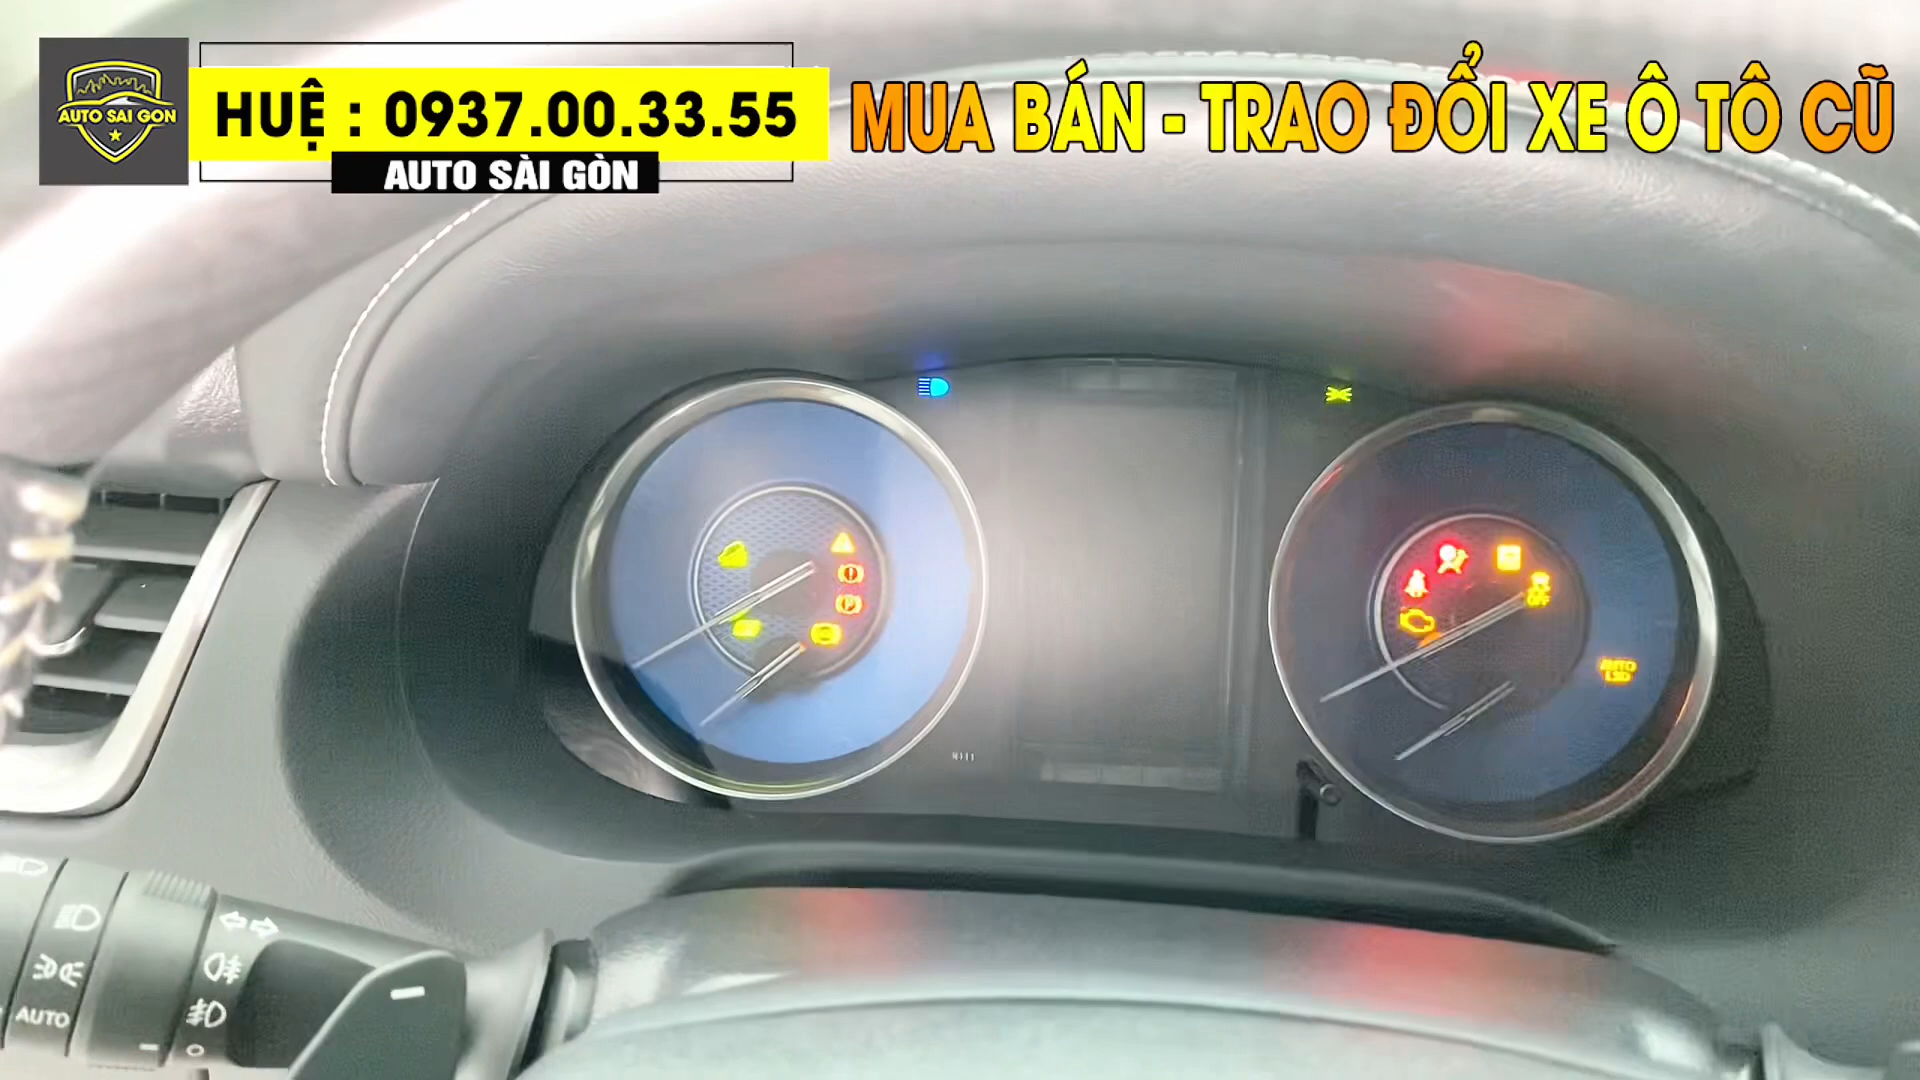 AUTO SAI GON
HUỆ : 0937.00.33.55
AUTO SÀI GÒN
MUA BÁN - TRAO ĐỔI XE Ô TÔ CŨ
OFF
AUTO
LSD
AUTO